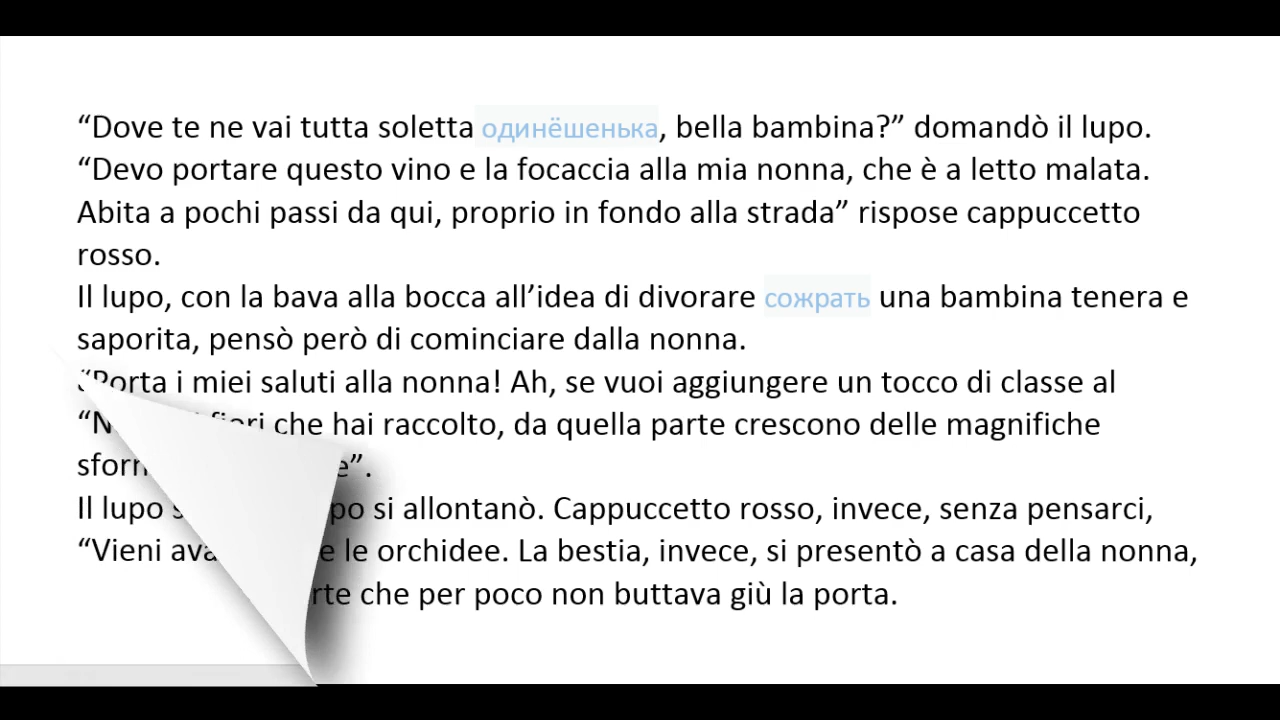 “Dove te ne vai tutta soletta одинёшенька, bella bambina?” domandò il lupo.
“Devo portare questo vino e la focaccia alla mia nonna, che è a letto malata.
Abita a pochi passi da qui, proprio in fondo alla strada” rispose cappuccetto
rosso.
Il lupo, con la bava alla bocca all’idea di divorare сожрать una bambina tenera e
saporita, pensò però di cominciare dalla nonna.
“Porta i miei saluti alla nonna! Ah, se vuoi aggiungere un tocco di classe al
fiori che hai raccolto, da quella parte crescono delle magnifiche
Il lupo si allontanò. Cappuccetto rosso, invece, senza pensarci,
“Vieni le orchidee. La bestia, invece, si presentò a casa della nonna,
che per poco non buttava giù la porta.